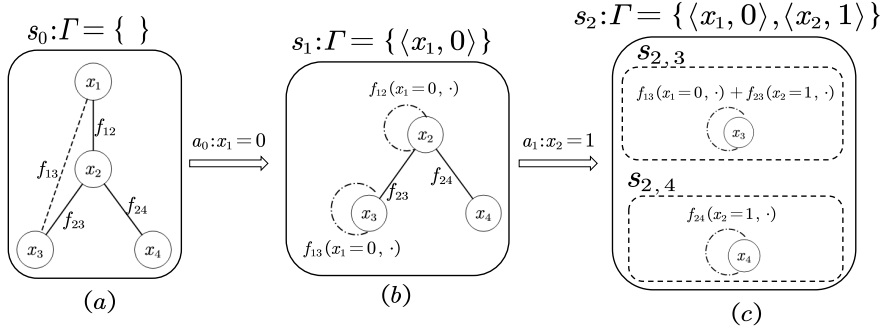 s₀:Γ = { }
x₁
f₁₂
x₂
f₁₃
f₂₃
f₂₄
x₃
x₄
(a)
a₀:x₁=0
s₁:Γ = {⟨x₁, 0⟩}
f₁₂(x₁=0, ·)
x₂
f₂₃
f₂₄
x₃
x₄
f₁₃(x₁=0, ·)
(b)
a₁:x₂=1
s₂:Γ = {⟨x₁, 0⟩, ⟨x₂, 1⟩}
s₂,₃
f₁₃(x₁=0, ·) + f₂₃(x₂=1, ·)
x₃
s₂,₄
f₂₄(x₂=1, ·)
x₄
(c)